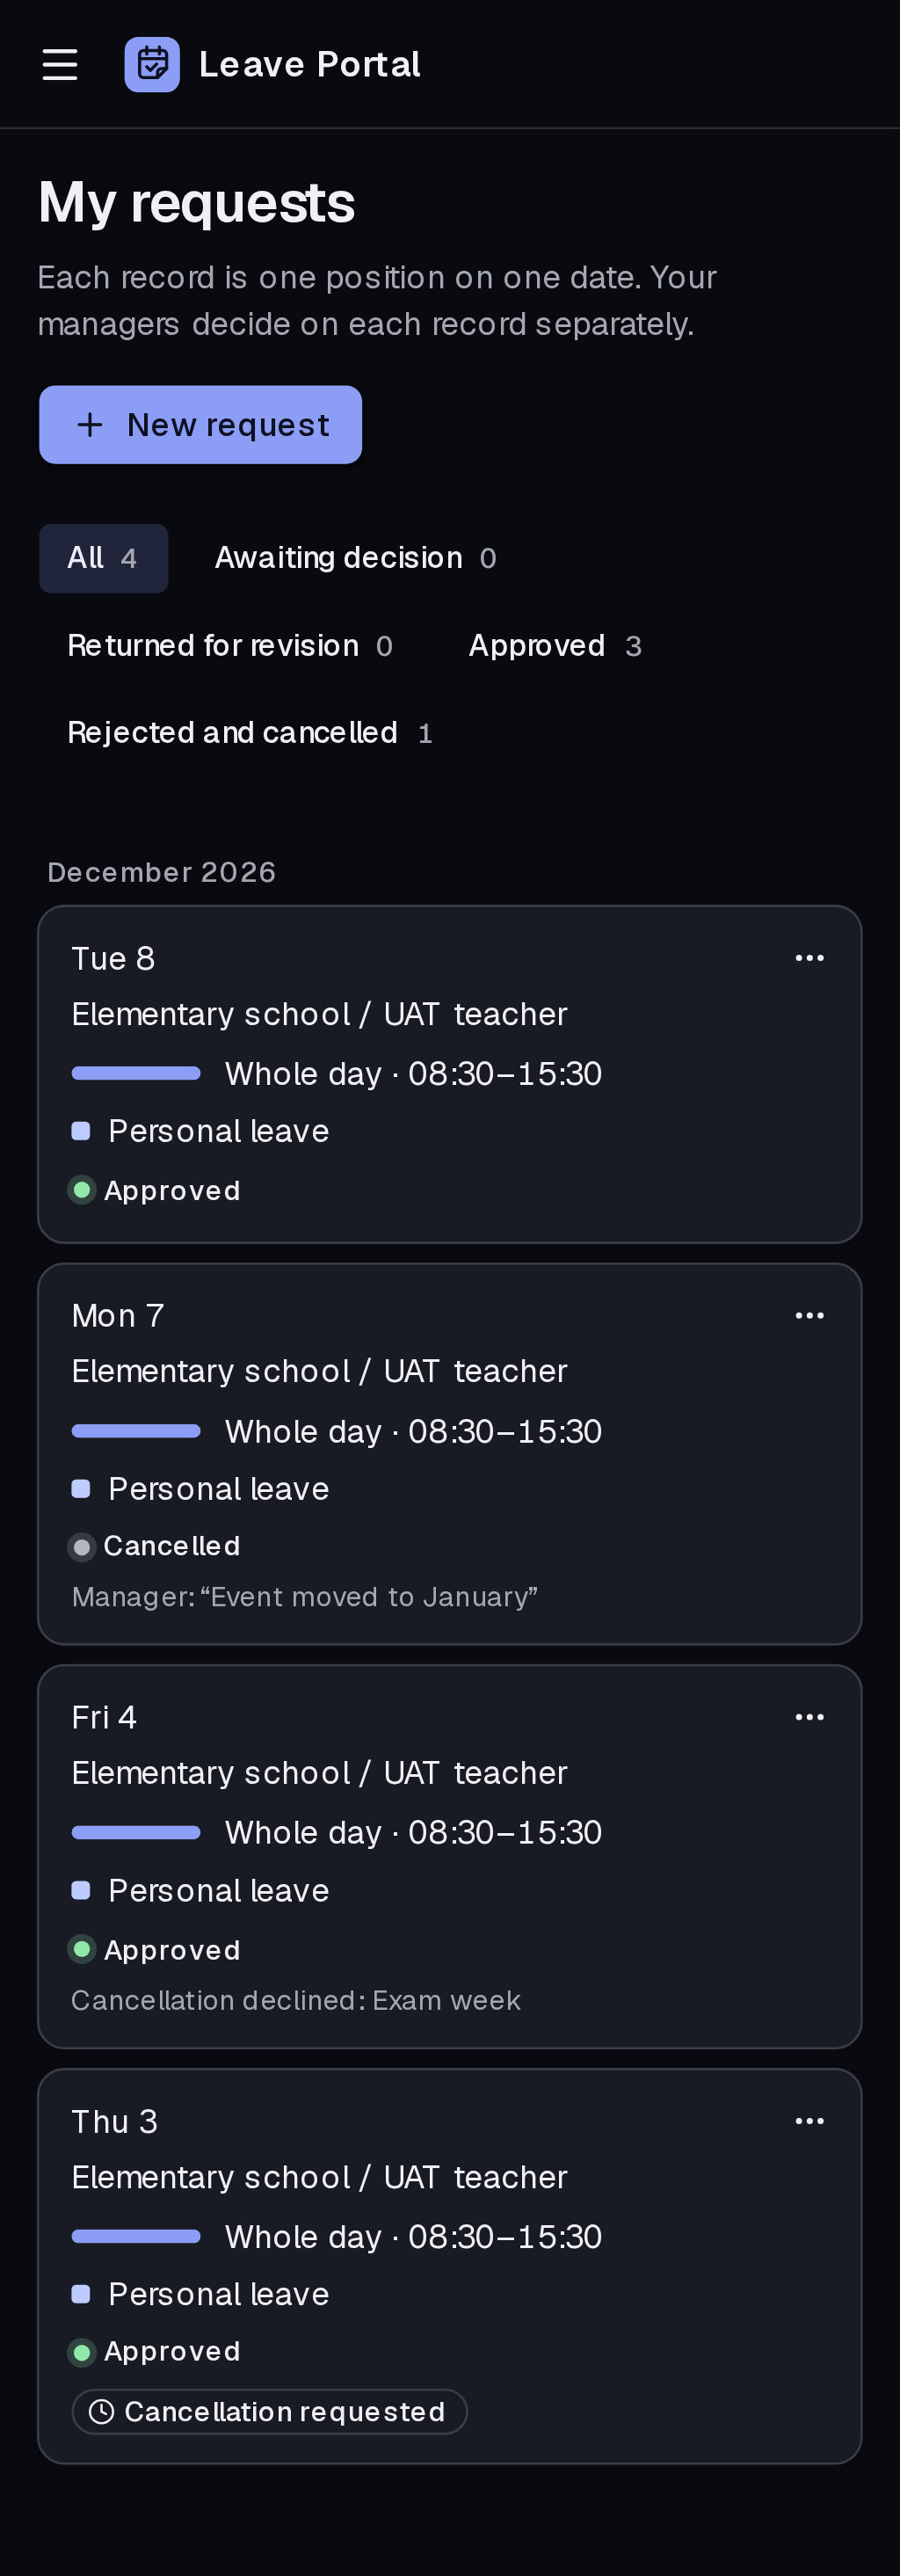 Leave Portal
My requests
Each record is one position on one date. Your
managers decide on each record separately.
New request
All 4
Awaiting decision 0
Returned for revision 0
Approved 3
Rejected and cancelled 1
December 2026
Tue 8
Elementary school / UAT teacher
Whole day · 08:30–15:30
Personal leave
Approved
Mon 7
Elementary school / UAT teacher
Whole day · 08:30–15:30
Personal leave
Cancelled
Manager: “Event moved to January”
Fri 4
Elementary school / UAT teacher
Whole day · 08:30–15:30
Personal leave
Approved
Cancellation declined: Exam week
Thu 3
Elementary school / UAT teacher
Whole day · 08:30–15:30
Personal leave
Approved
Cancellation requested